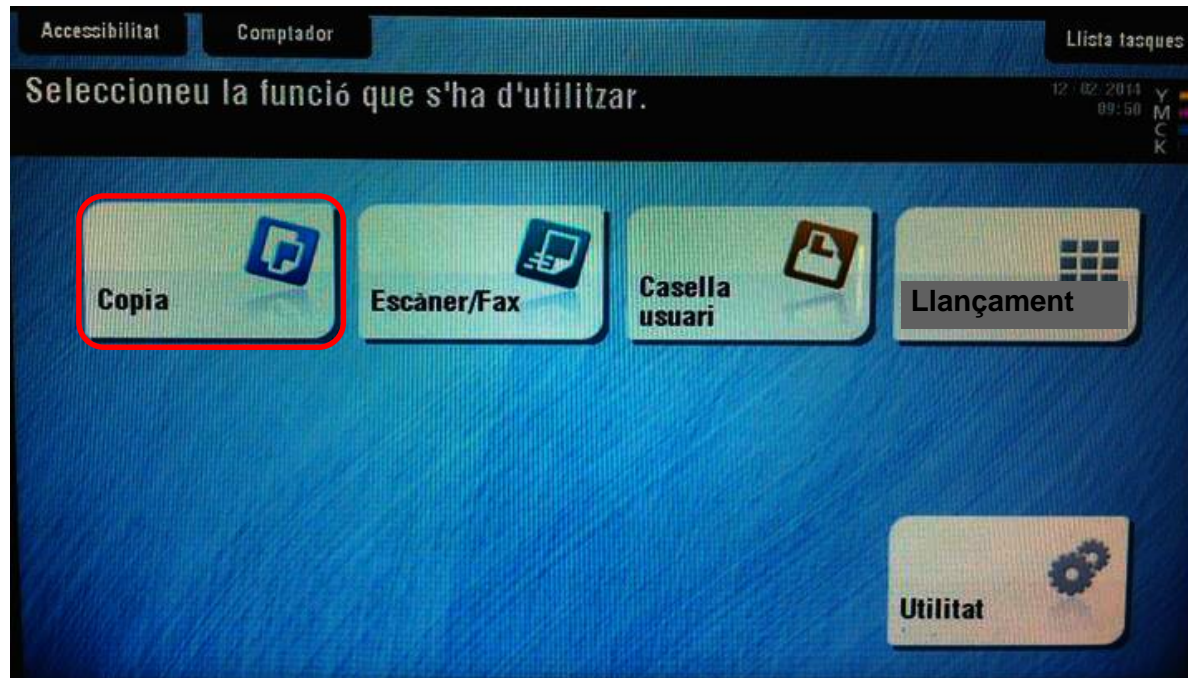 Accessibilitat
Comptador
Llista tasques
Seleccioneu la funció que s'ha d'utilitzar.
12/02/2014
09:50
Y
M
C
K
Copia
Escàner/Fax
Casella
usuari
Llançament
Utilitat